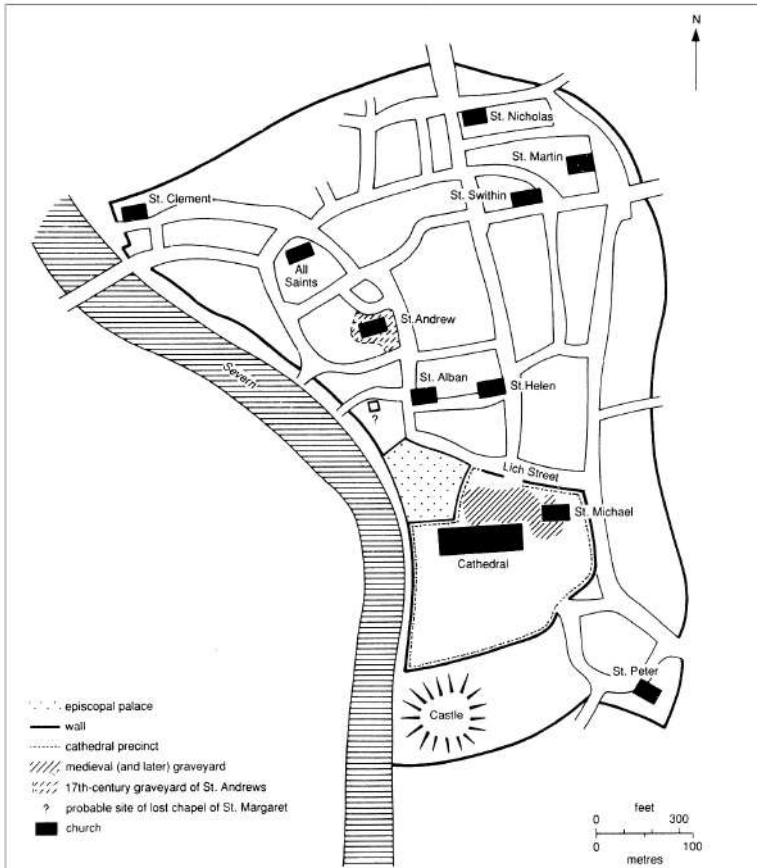 N
St. Nicholas
St. Martin
St. Swithin
St. Clement
All
Saints
St. Andrew
Severn
St. Alban
St. Helen
?
Lich Street
St. Michael
Cathedral
St. Peter
Castle
episcopal palace
wall
cathedral precinct
medieval (and later) graveyard
17th-century graveyard of St. Andrews
? probable site of lost chapel of St. Margaret
church
feet
0 300
0 100
metres